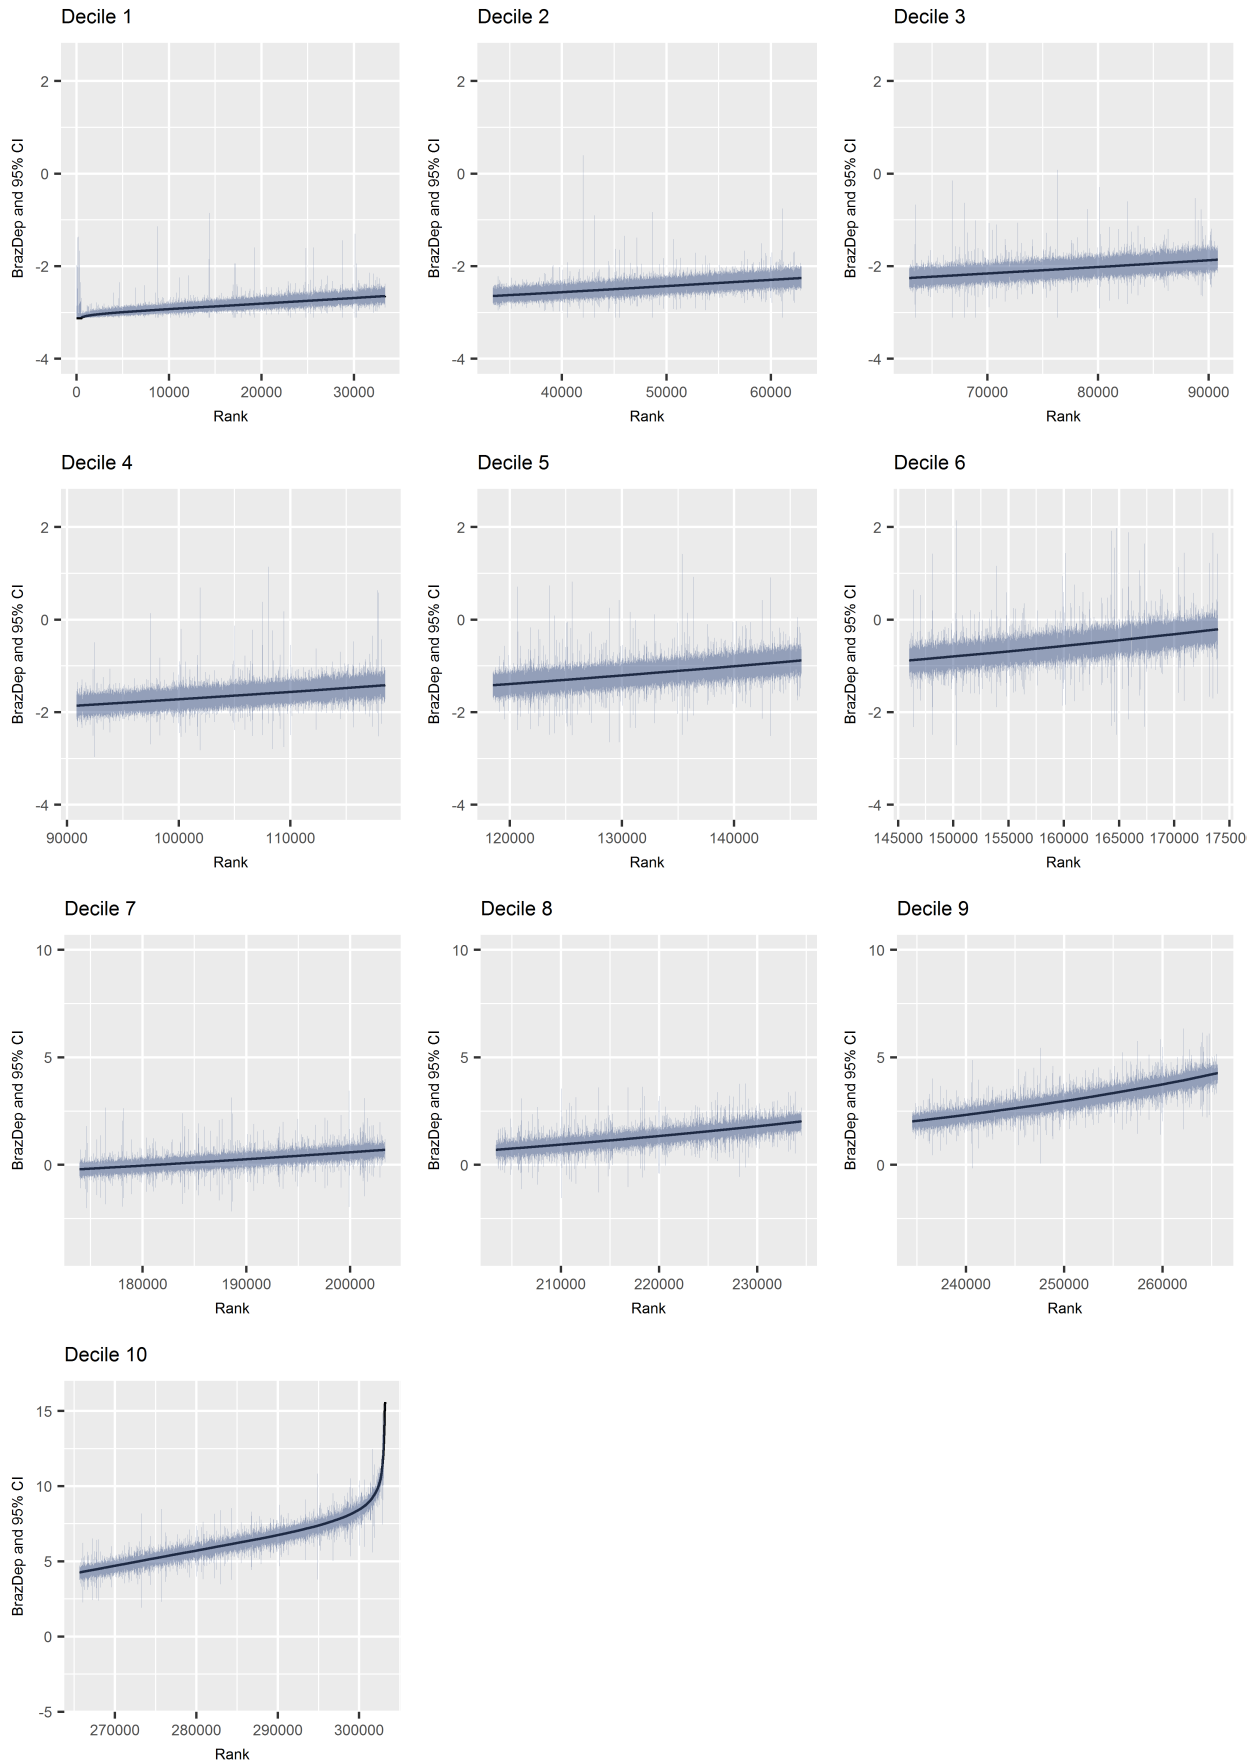 Decile 1 Decile 2 Decile 3
2 2 2
0 0 0
-2 -2 -2
-4 -4 -4
BrazDep and 95% CI BrazDep and 95% CI BrazDep and 95% CI
0 10000 20000 30000 40000 50000 60000 70000 80000 90000
Rank Rank Rank
Decile 4 Decile 5 Decile 6
2 2 2
0 0 0
-2 -2 -2
-4 -4 -4
BrazDep and 95% CI BrazDep and 95% CI BrazDep and 95% CI
90000 100000 110000 120000 130000 140000 145000 150000 155000 160000 165000 170000 17500
Rank Rank Rank
Decile 7 Decile 8 Decile 9
10 10 10
5 5 5
0 0 0
BrazDep and 95% CI BrazDep and 95% CI BrazDep and 95% CI
180000 190000 200000 210000 220000 230000 240000 250000 260000
Rank Rank Rank
Decile 10
15
10
5
0
-5
BrazDep and 95% CI
270000 280000 290000 300000
Rank